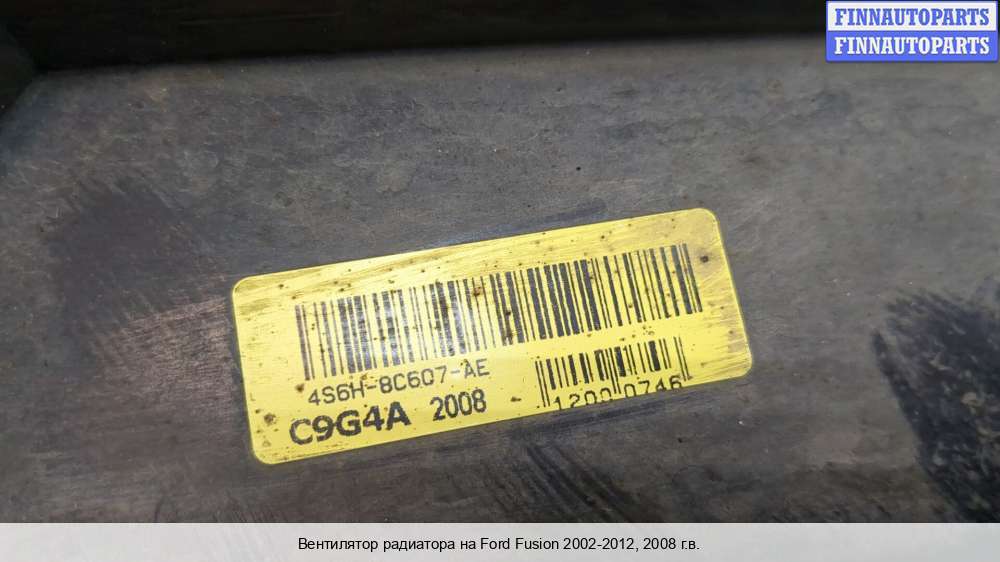 FINNAUTOPARTS
FINNAUTOPARTS
4S6H-8C607-AE
C9G4A 2008
1200 0746
Вентилятор радиатора на Ford Fusion 2002-2012, 2008 г.в.